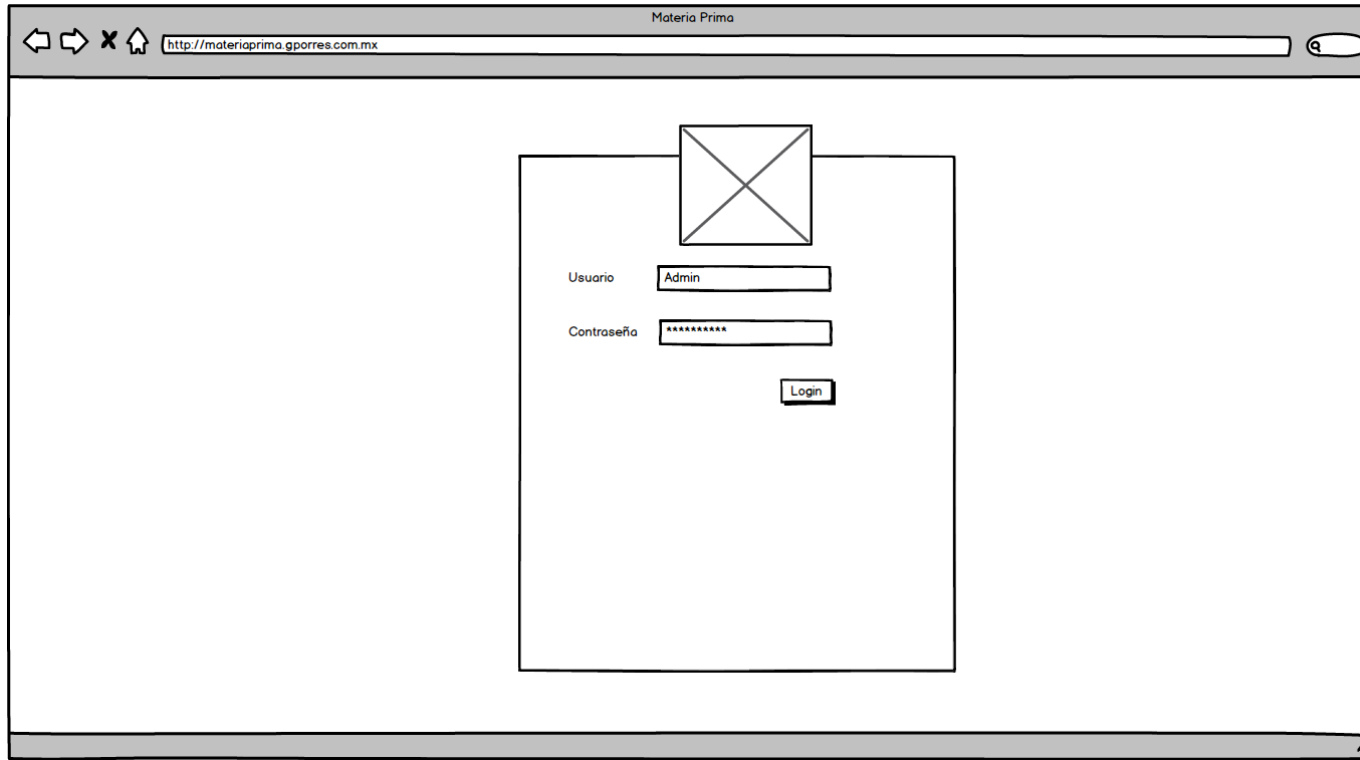 Materia Prima
http://materiaprima.gporres.com.mx
Usuario
Admin
Contraseña
**********
Login